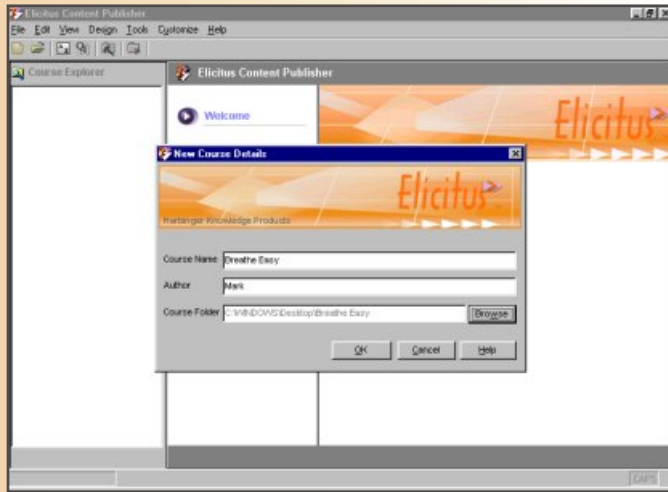 Elicitus Content Publisher
File Edit View Design Tools Customize Help
Course Explorer
Elicitus Content Publisher
Welcome
Elicitus
New Course Details
Elicitus
Harbinger Knowledge Products
Course Name Breathe Easy
Author Mark
Course Folder C:\WINDOWS\Desktop\Breathe Easy Browse
OK Cancel Help
CAPS